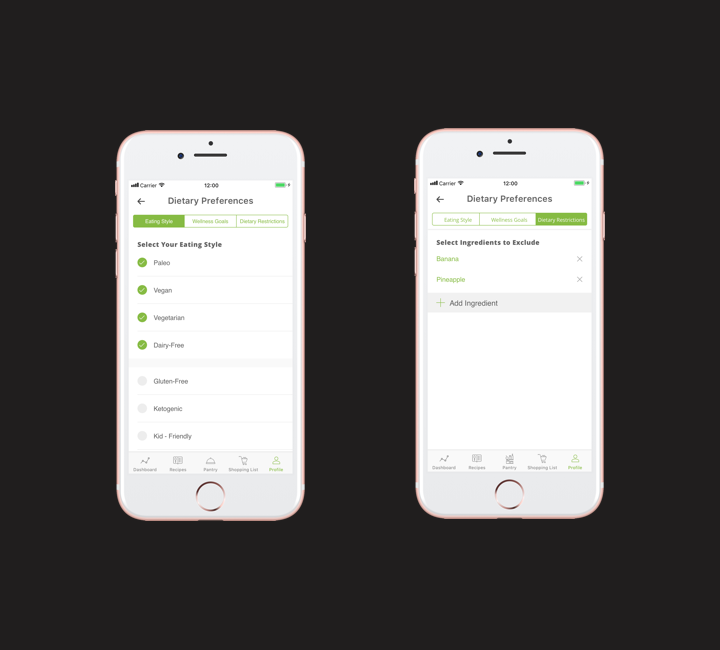 Carrier 12:00
Dietary Preferences
Eating Style Wellness Goals Dietary Restrictions
Select Your Eating Style
Paleo
Vegan
Vegetarian
Dairy-Free
Gluten-Free
Ketogenic
Kid - Friendly
Dashboard Recipes Pantry Shopping List Profile
Carrier 12:00
Dietary Preferences
Eating Style Wellness Goals Dietary Restrictions
Select Ingredients to Exclude
Banana
Pineapple
Add Ingredient
Dashboard Recipes Pantry Shopping List Profile